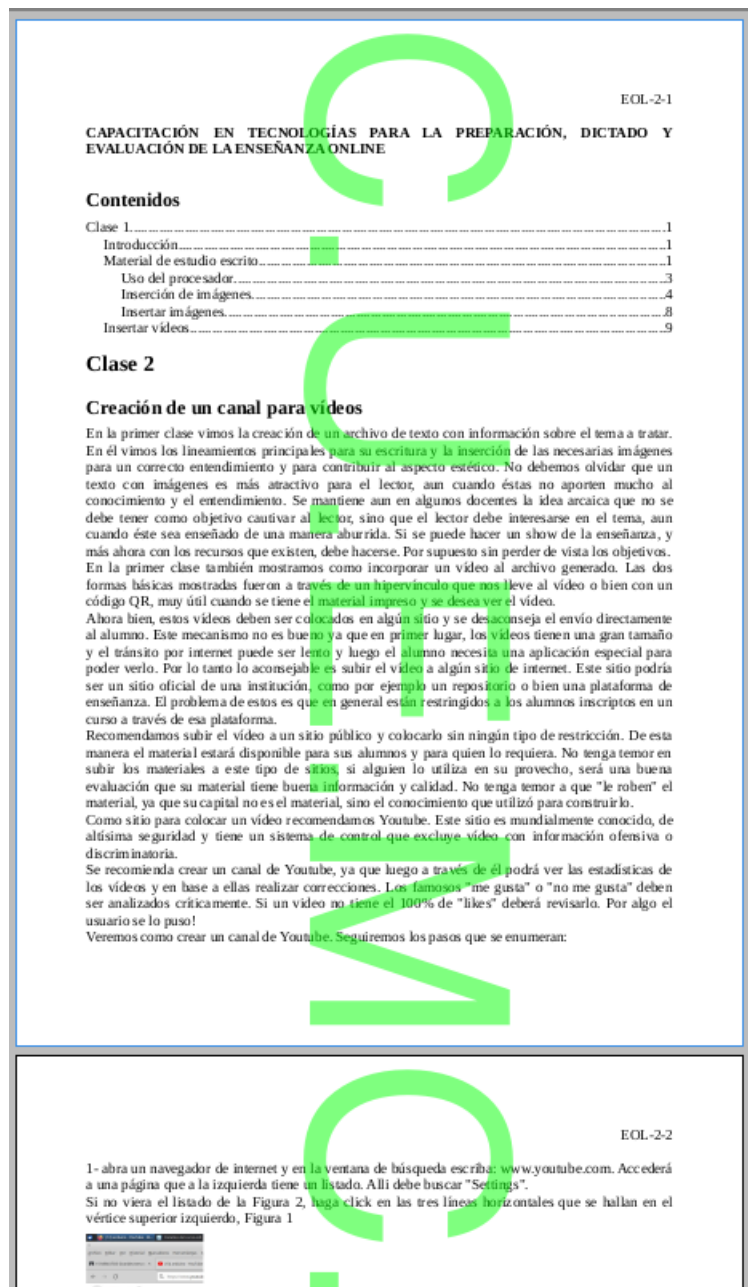 EOL-2-1
CAPACITACIÓN EN TECNOLOGÍAS PARA LA PREPARACIÓN, DICTADO Y
EVALUACIÓN DE LA ENSEÑANZA ONLINE
Contenidos
Clase 1.....1
Introducción.....1
Material de estudio escrito.....1
Uso del procesador.....3
Inserción de imágenes.....4
Insertar imágenes.....8
Insertar vídeos.....9
Clase 2
Creación de un canal para vídeos
En la primer clase vimos la creación de un archivo de texto con información sobre el tema a tratar.
En él vimos los lineamientos principales para su escritura y la inserción de las necesarias imágenes
para un correcto entendimiento y para contribuir al aspecto estético. No debemos olvidar que un
texto con imágenes es más atractivo para el lector, aun cuando éstas no aporten mucho al
conocimiento y el entendimiento. Se mantiene aun en algunos docentes la idea arcaica que no se
debe tener como objetivo cautivar al lector, sino que el lector debe interesarse en el tema, aun
cuando éste sea enseñado de una manera aburrida. Si se puede hacer un show de la enseñanza, y
más ahora con los recursos que existen, debe hacerse. Por supuesto sin perder de vista los objetivos.
En la primer clase también mostramos como incorporar un vídeo al archivo generado. Las dos
formas básicas mostradas fueron a través de un hipervínculo que nos lleve al vídeo o bien con un
código QR, muy útil cuando se tiene el material impreso y se desea ver el vídeo.
Ahora bien, estos vídeos deben ser colocados en algún sitio y se desaconseja el envío directamente
al alumno. Este mecanismo no es bueno ya que en primer lugar, los vídeos tienen una gran tamaño
y el tránsito por internet puede ser lento y luego el alumno necesita una aplicación especial para
poder verlo. Por lo tanto lo aconsejable es subir el vídeo a algún sitio de internet. Este sitio podría
ser un sitio oficial de una institución, como por ejemplo un repositorio o bien una plataforma de
enseñanza. El problema de estos es que en general están restringidos a los alumnos inscriptos en un
curso a través de esa plataforma.
Recomendamos subir el vídeo a un sitio público y colocarlo sin ningún tipo de restricción. De esta
manera el material estará disponible para sus alumnos y para quien lo requiera. No tenga temor en
subir los materiales a este tipo de sitios, si alguien lo utiliza en su provecho, será una buena
evaluación que su material tiene buena información y calidad. No tenga temor a que "le roben" el
material, ya que su capital no es el material, sino el conocimiento que utilizó para construirlo.
Como sitio para colocar un vídeo recomendamos Youtube. Este sitio es mundialmente conocido, de
altísima seguridad y tiene un sistema de control que excluye vídeo con información ofensiva o
discriminatoria.
Se recomienda crear un canal de Youtube, ya que luego a través de él podrá ver las estadísticas de
los vídeos y en base a ellas realizar correcciones. Los famosos "me gusta" o "no me gusta" deben
ser analizados críticamente. Si un video no tiene el 100% de "likes" deberá revisarlo. Por algo el
usuario se lo puso!
Veremos como crear un canal de Youtube. Seguiremos los pasos que se enumeran:
C.U.E.M
EOL-2-2
1- abra un navegador de internet y en la ventana de búsqueda escriba: www.youtube.com. Accederá
a una página que a la izquierda tiene un listado. Alli debe buscar "Settings".
Si no viera el listado de la Figura 2, haga click en las tres líneas horizontales que se hallan en el
vértice superior izquierdo, Figura 1
C.